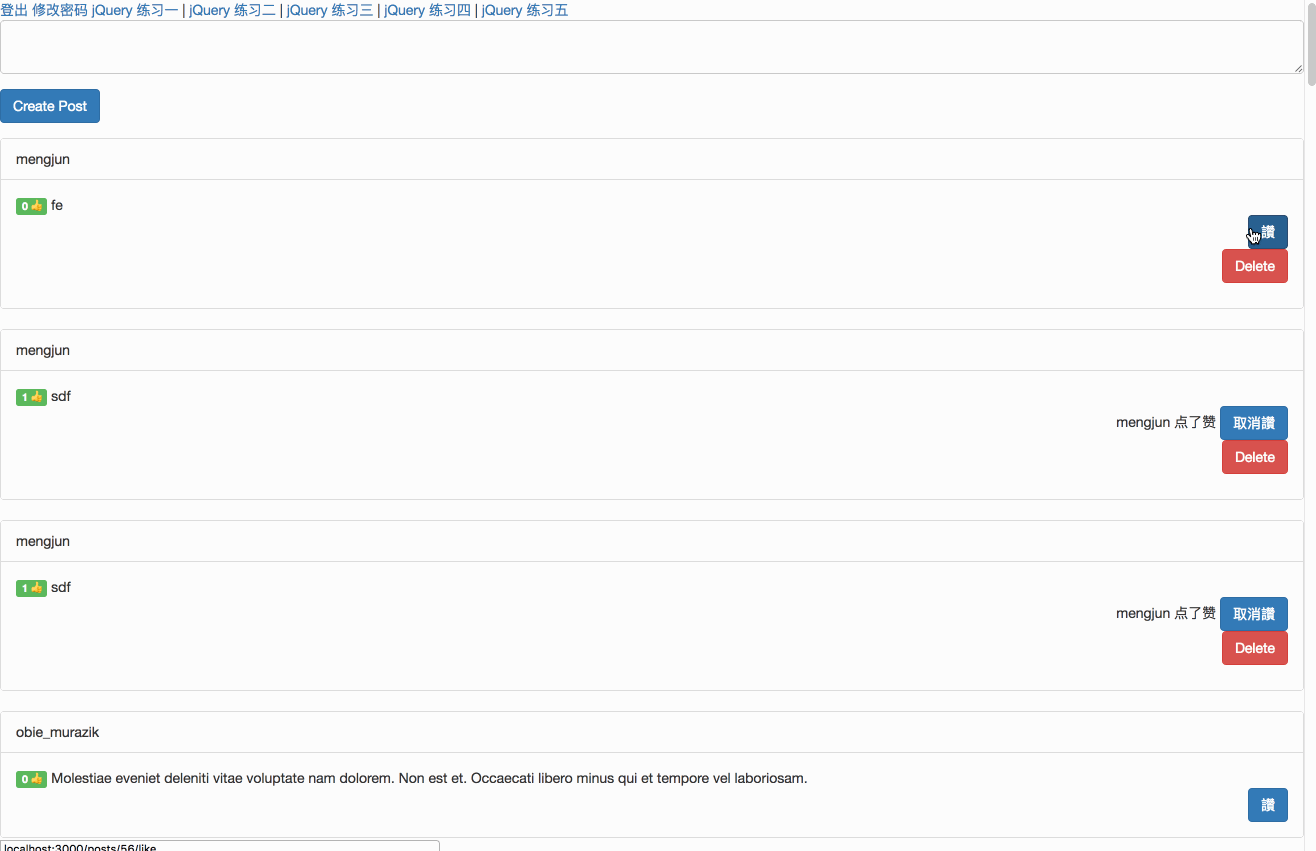 登出 修改密码 jQuery 练习一 | jQuery 练习二 | jQuery 练习三 | jQuery 练习四 | jQuery 练习五
Create Post
mengjun
0👍 fe
讚
Delete
mengjun
1👍 sdf
mengjun 点了赞 取消讚
Delete
mengjun
1👍 sdf
mengjun 点了赞 取消讚
Delete
obie_murazik
0👍 Molestiae eveniet deleniti vitae voluptate nam dolorem. Non est et. Occaecati libero minus qui et tempore vel laboriosam.
讚
localhost:3000/posts/56/like